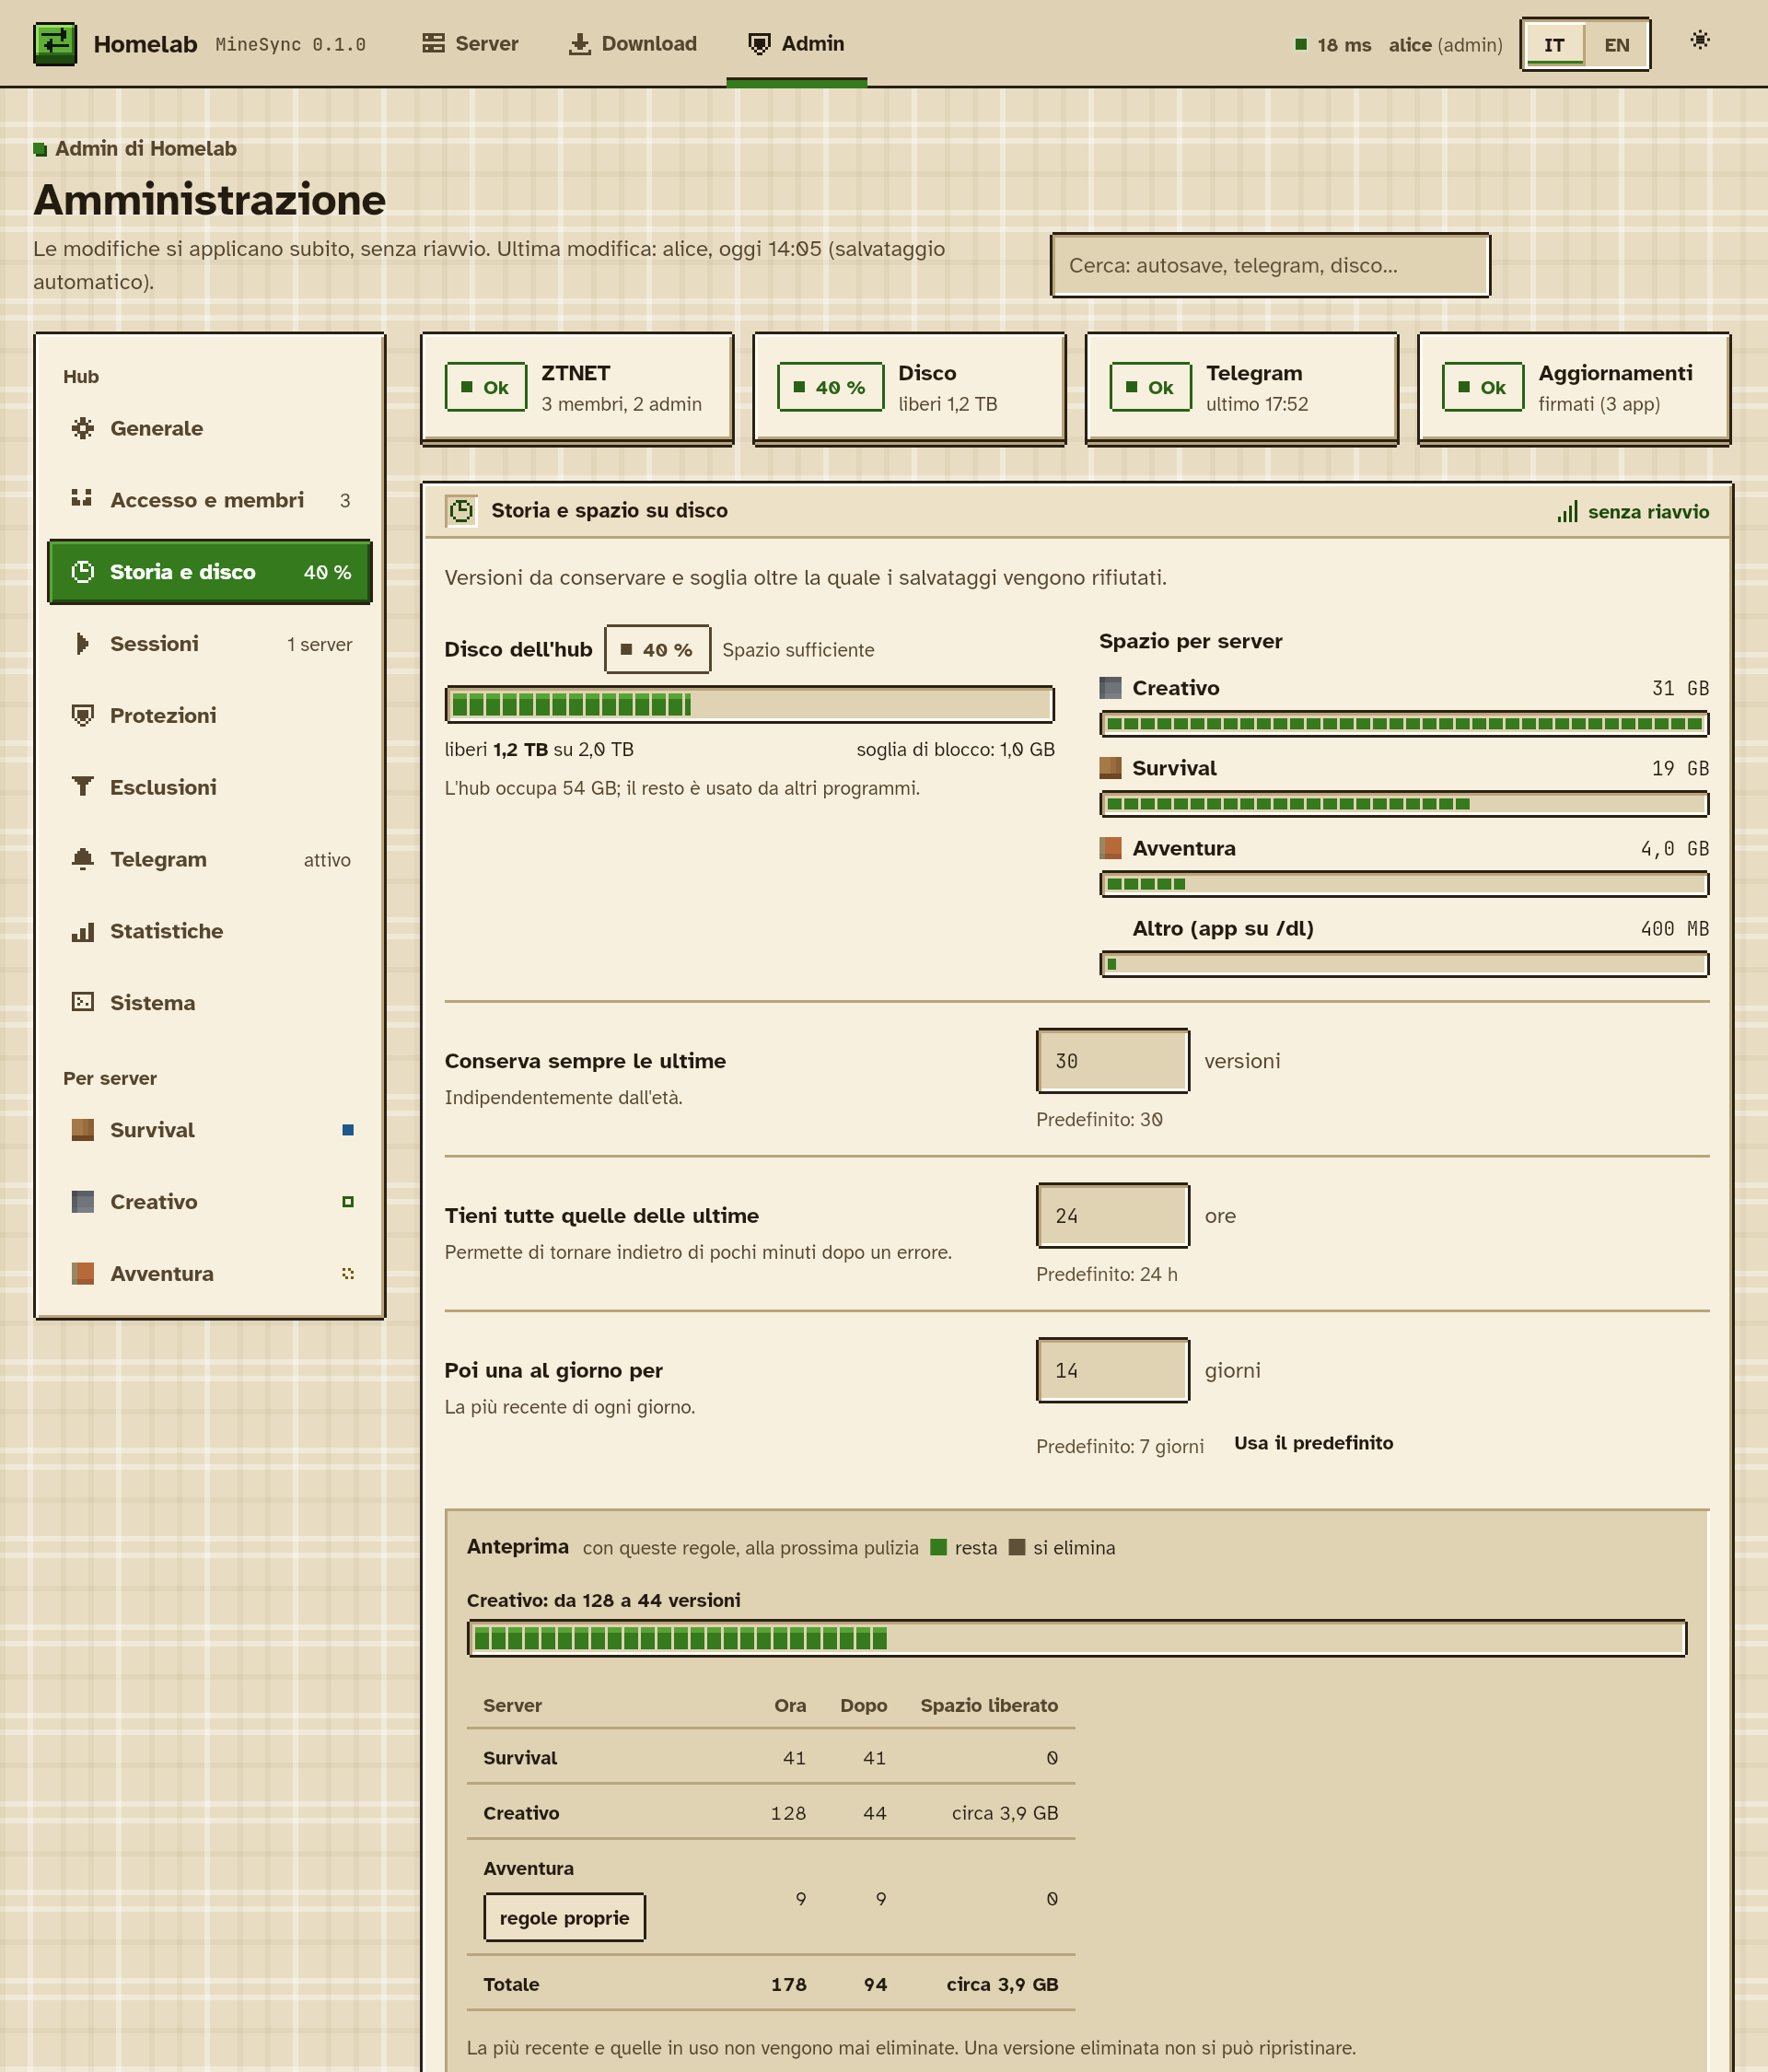 Homelab MineSync 0.1.0 Server Download Admin 18 ms alice (admin) IT EN
Admin di Homelab
Amministrazione
Le modifiche si applicano subito, senza riavvio. Ultima modifica: alice, oggi 14:05 (salvataggio
automatico).
Cerca: autosave, telegram, disco...
Hub
Generale
Accesso e membri 3
Storia e disco 40 %
Sessioni 1 server
Protezioni
Esclusioni
Telegram attivo
Statistiche
Sistema
Per server
Survival
Creativo
Avventura
Ok ZTNET
3 membri, 2 admin
40 % Disco
liberi 1,2 TB
Ok Telegram
ultimo 17:52
Ok Aggiornamenti
firmati (3 app)
Storia e spazio su disco senza riavvio
Versioni da conservare e soglia oltre la quale i salvataggi vengono rifiutati.
Disco dell'hub 40 % Spazio sufficiente
liberi 1,2 TB su 2,0 TB soglia di blocco: 1,0 GB
L'hub occupa 54 GB; il resto è usato da altri programmi.
Spazio per server
Creativo 31 GB
Survival 19 GB
Avventura 4,0 GB
Altro (app su /dl) 400 MB
Conserva sempre le ultime 30 versioni
Indipendentemente dall'età.
Predefinito: 30
Tieni tutte quelle delle ultime 24 ore
Permette di tornare indietro di pochi minuti dopo un errore.
Predefinito: 24 h
Poi una al giorno per 14 giorni
La più recente di ogni giorno.
Predefinito: 7 giorni Usa il predefinito
Anteprima con queste regole, alla prossima pulizia resta si elimina
Creativo: da 128 a 44 versioni
Server Ora Dopo Spazio liberato
Survival 41 41 0
Creativo 128 44 circa 3,9 GB
Avventura 9 9 0
regole proprie
Totale 178 94 circa 3,9 GB
La più recente e quelle in uso non vengono mai eliminate. Una versione eliminata non si può ripristinare.